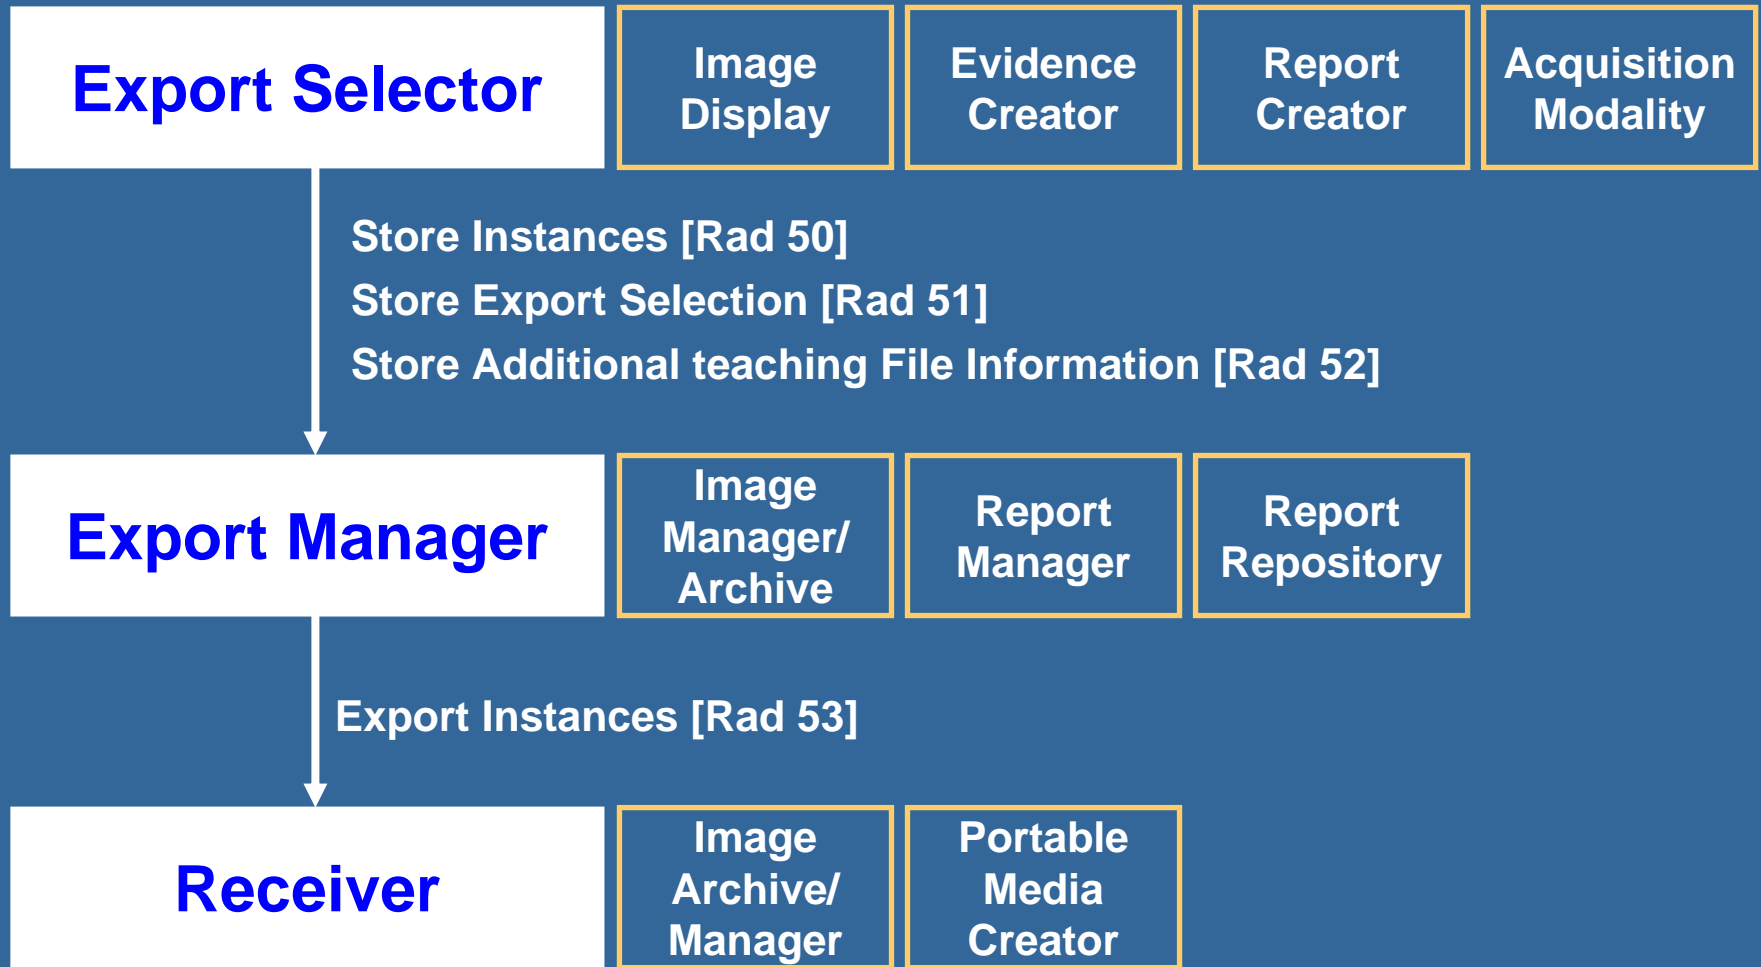 Export Selector
Image
Display
Evidence
Creator
Report
Creator
Acquisition
Modality
Store Instances [Rad 50]
Store Export Selection [Rad 51]
Store Additional teaching File Information [Rad 52]
Export Manager
Image
Manager/
Archive
Report
Manager
Report
Repository
Export Instances [Rad 53]
Receiver
Image
Archive/
Manager
Portable
Media
Creator